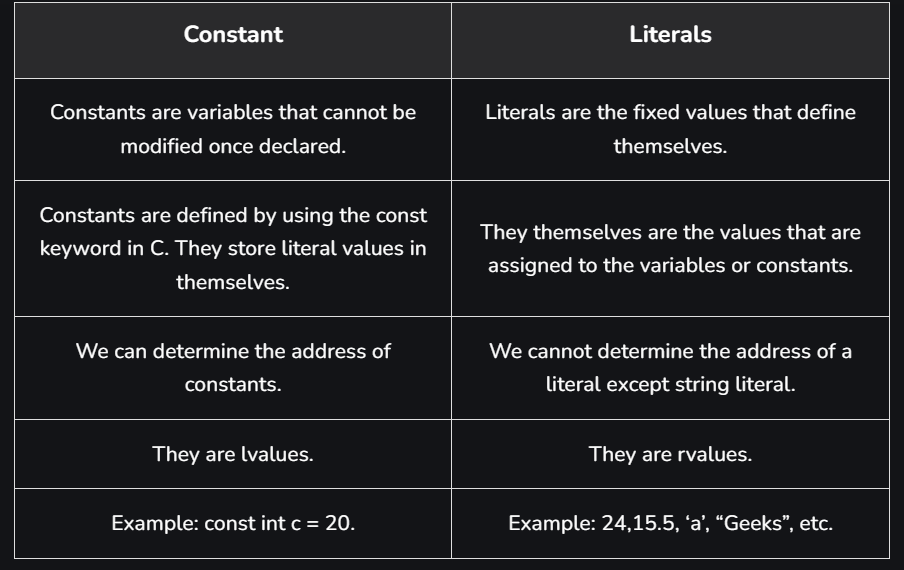 Constant
Literals
Constants are variables that cannot be
modified once declared.
Literals are the fixed values that define
themselves.
Constants are defined by using the const
keyword in C. They store literal values in
themselves.
They themselves are the values that are
assigned to the variables or constants.
We can determine the address of
constants.
We cannot determine the address of a
literal except string literal.
They are lvalues.
They are rvalues.
Example: const int c = 20.
Example: 24,15.5, ‘a’, “Geeks”, etc.